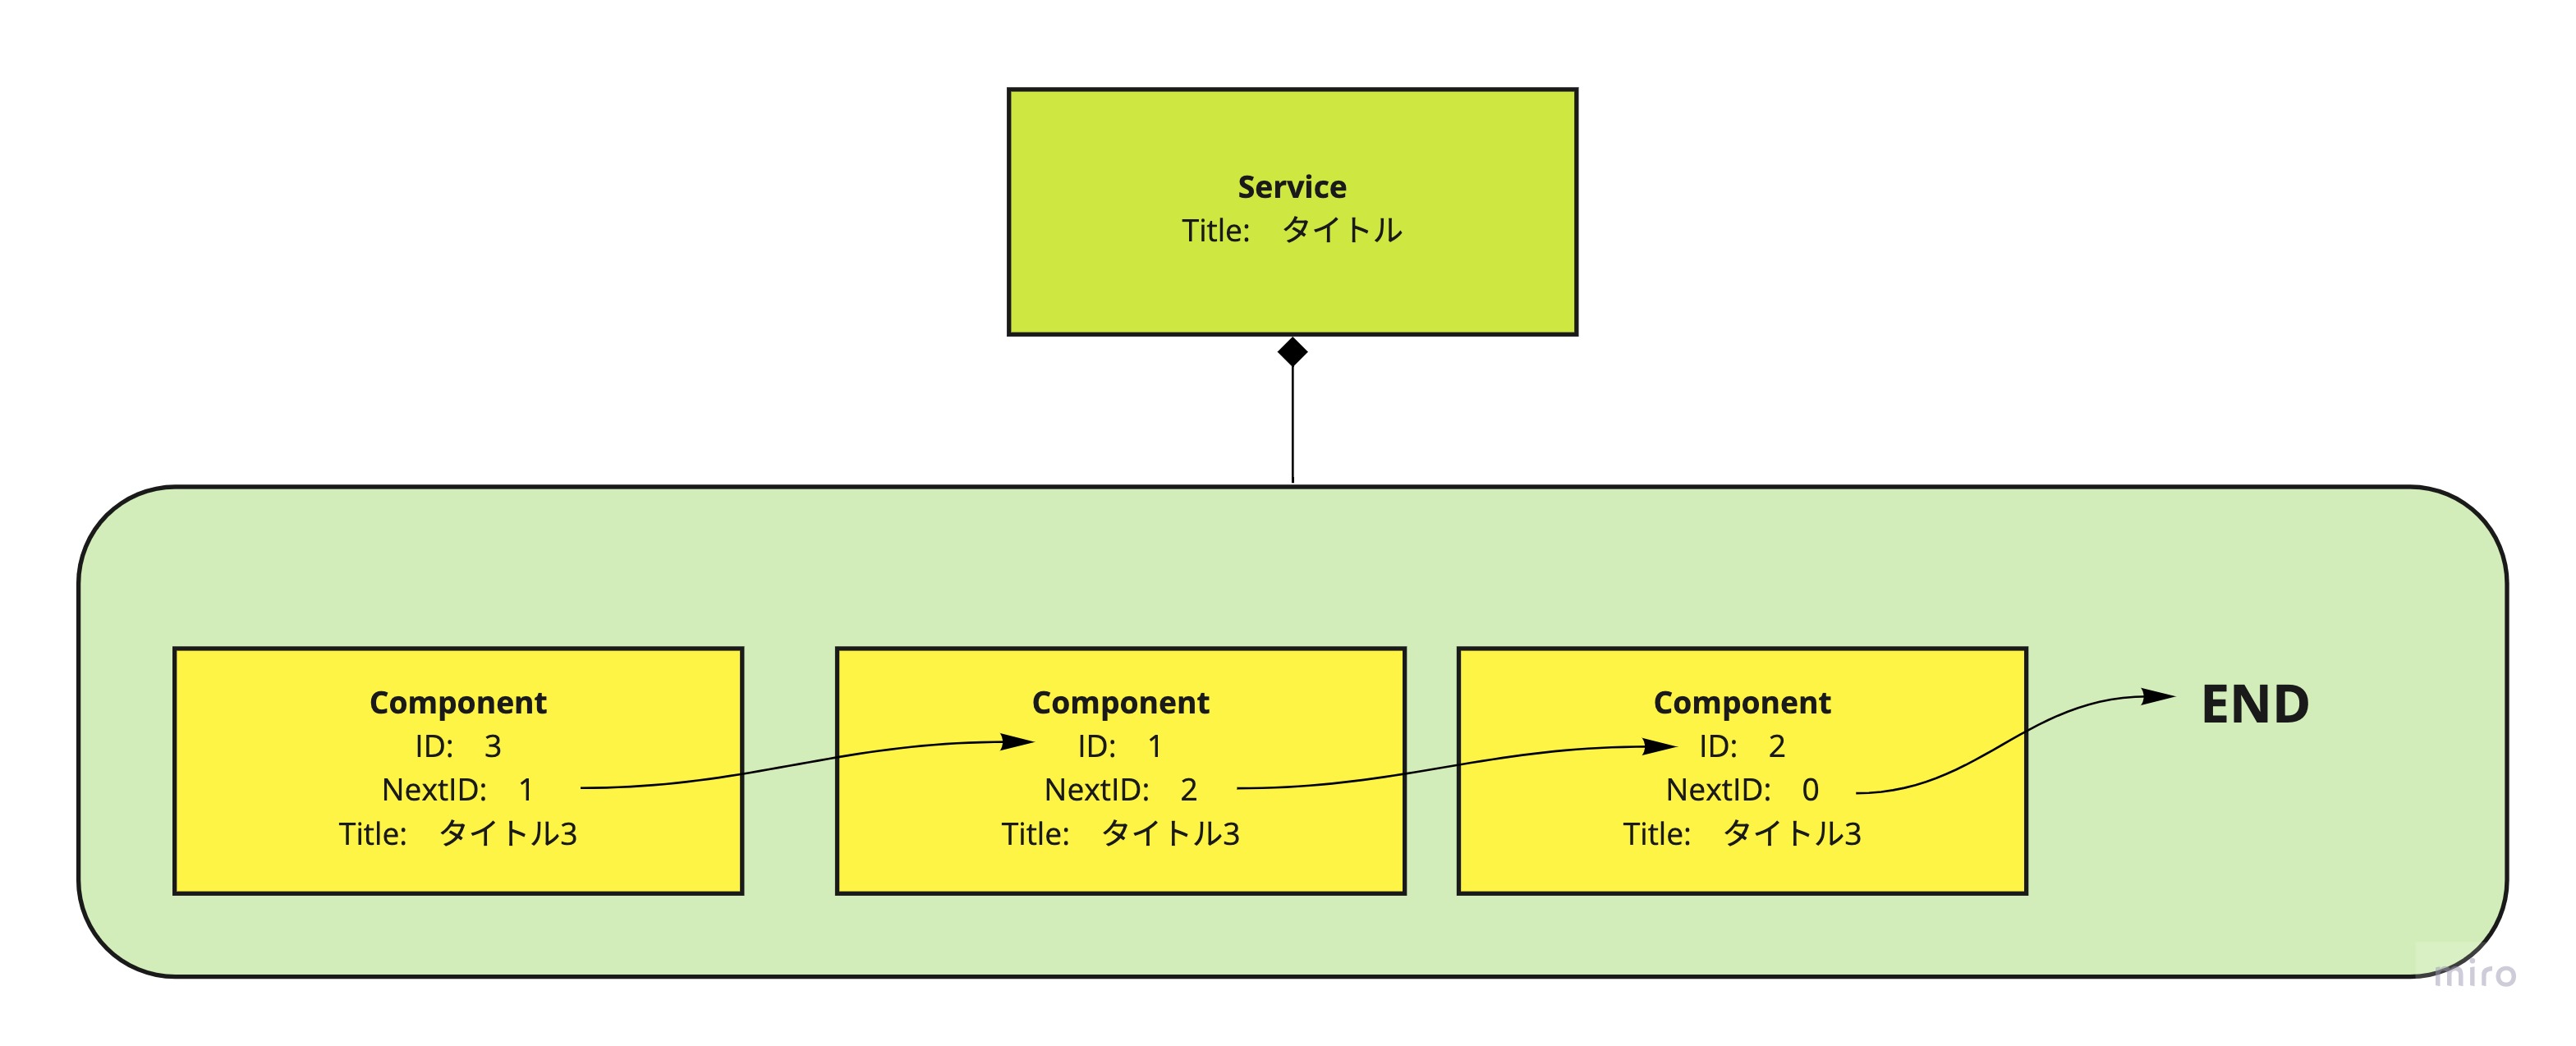 Service
Title:　タイトル
Component
ID:　3
NextID:　1
Title:　タイトル3
Component
ID:　1
NextID:　2
Title:　タイトル3
Component
ID:　2
NextID:　0
Title:　タイトル3
END
miro